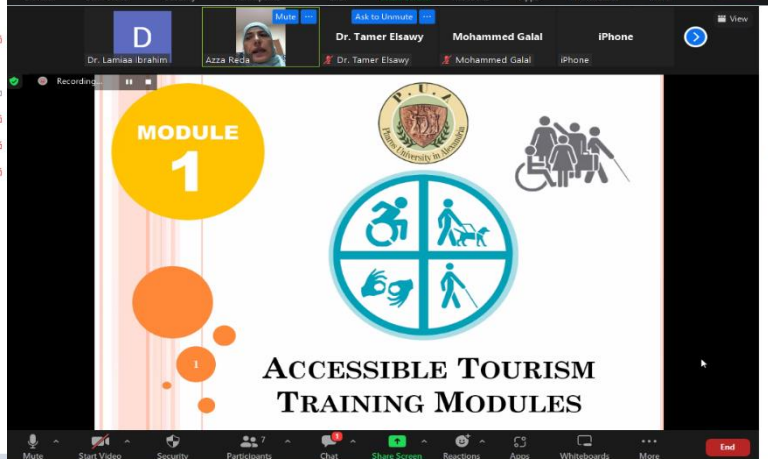 Mute
Ask to Unmute
View
D
Dr. Tamer Elsawy
Mohammed Galal
iPhone
Dr. Lamiaa Ibrahim
Azza Reda
Dr. Tamer Elsawy
Mohammed Galal
iPhone
Recording...
P.U.A
Pharos University in Alexandria
MODULE
1
1
ACCESSIBLE TOURISM
TRAINING MODULES
Mute
Start Video
Security
7
Participants
1
Chat
Share Screen
Reactions
Apps
Whiteboards
More
End